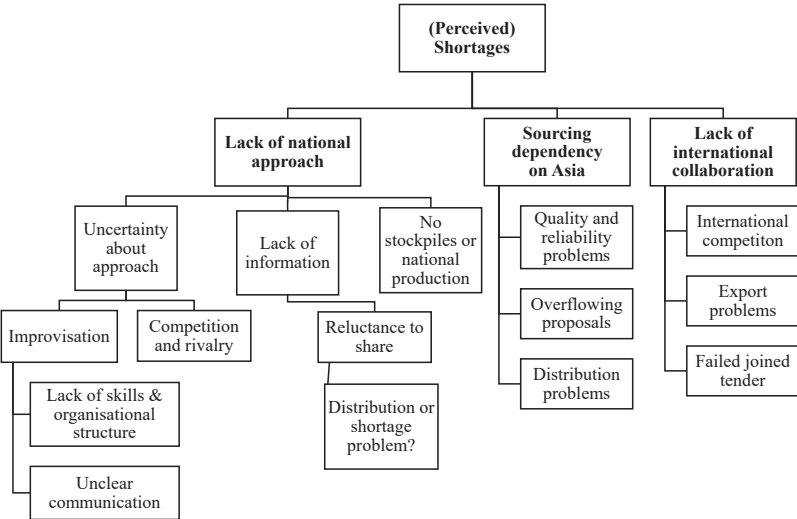 (Perceived)
Shortages
Lack of national
approach
Sourcing
dependency
on Asia
Lack of
international
collaboration
Uncertainty
about
approach
Lack of
information
No
stockpiles or
national
production
Quality and
reliability
problems
International
competiton
Improvisation
Competition
and rivalry
Reluctance to
share
Overflowing
proposals
Export
problems
Lack of skills &
organisational
structure
Distribution or
shortage
problem?
Distribution
problems
Failed joined
tender
Unclear
communication